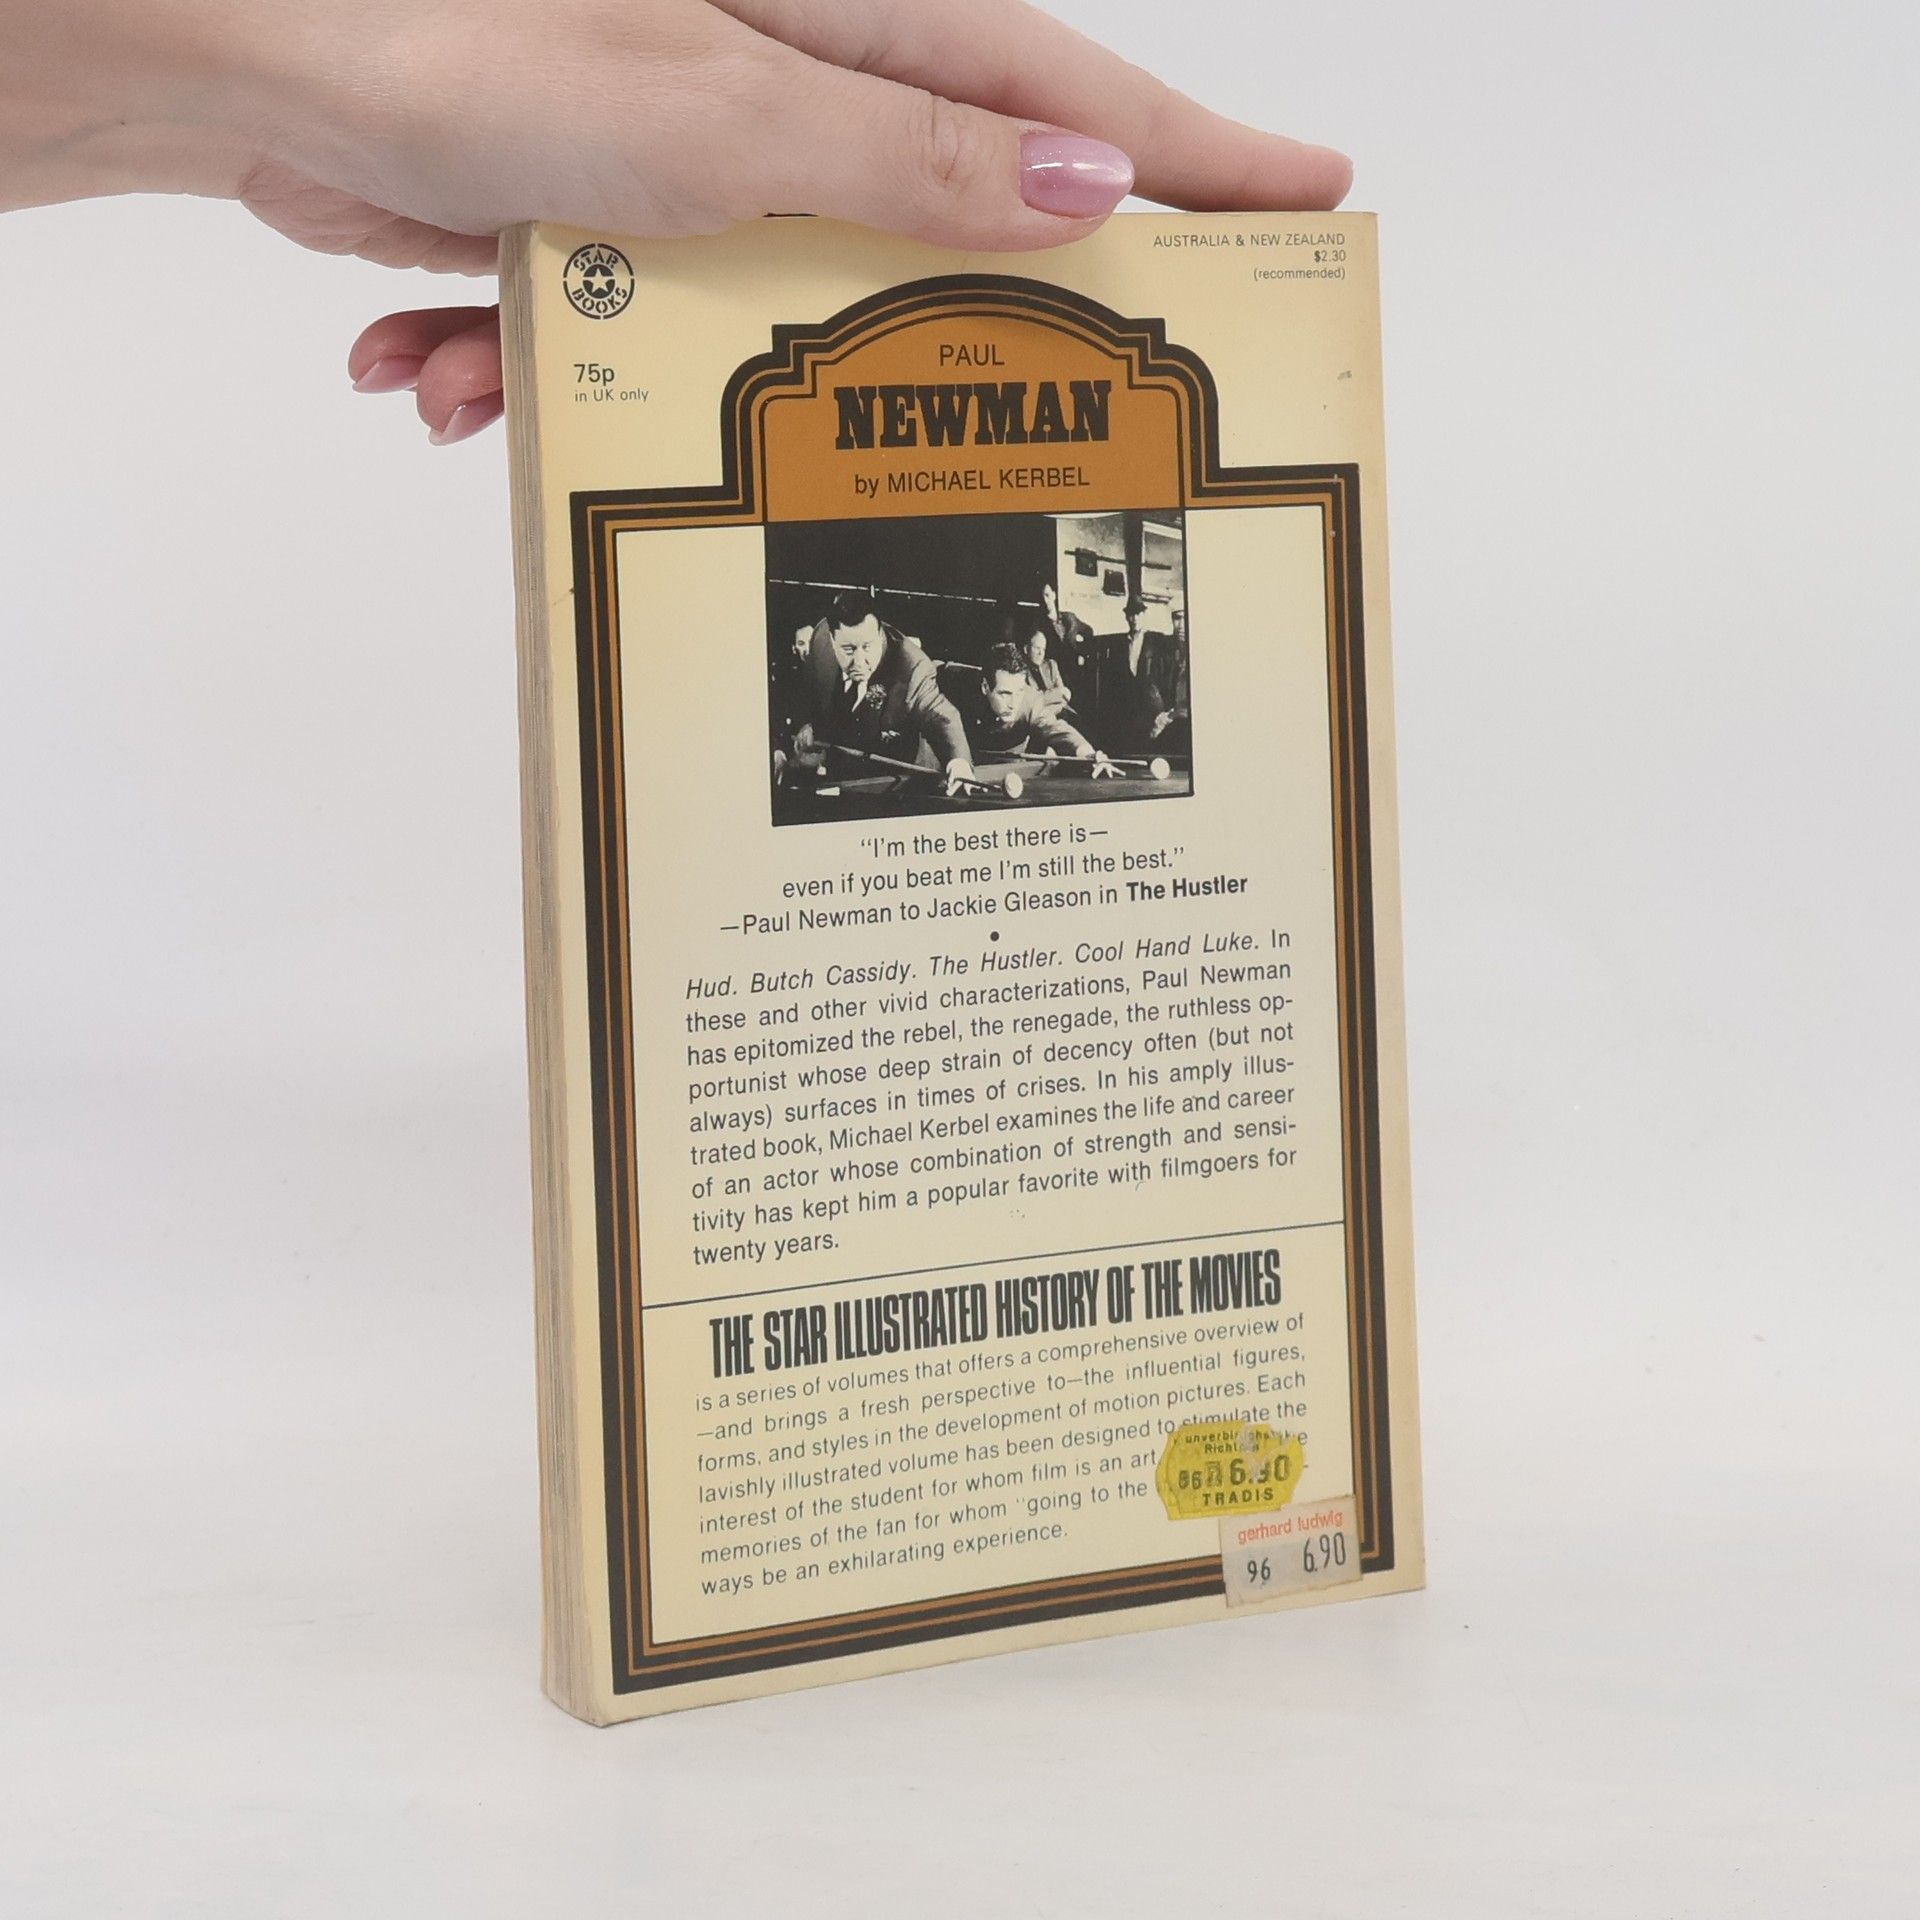 STAR
BOOKS
AUSTRALIA & NEW ZEALAND
$2.30
(recommended)
75p
in UK only
PAUL
NEWMAN
by MICHAEL KERBEL
“I’m the best there is—
even if you beat me I’m still the best.”
—Paul Newman to Jackie Gleason in The Hustler
•
Hud. Butch Cassidy. The Hustler. Cool Hand Luke. In
these and other vivid characterizations, Paul Newman
has epitomized the rebel, the renegade, the ruthless op-
portunist whose deep strain of decency often (but not
always) surfaces in times of crises. In his amply illus-
trated book, Michael Kerbel examines the life and career
of an actor whose combination of strength and sensi-
tivity has kept him a popular favorite with filmgoers for
twenty years.
THE STAR ILLUSTRATED HISTORY OF THE MOVIES
is a series of volumes that offers a comprehensive overview of
—and brings a fresh perspective to—the influential figures,
forms, and styles in the development of motion pictures. Each
lavishly illustrated volume has been designed to stimulate the
interest of the student for whom film is an art,
memories of the fan for whom “going to the
ways be an exhilarating experience.
TRADIS
gerhard ludwig
96 6.90